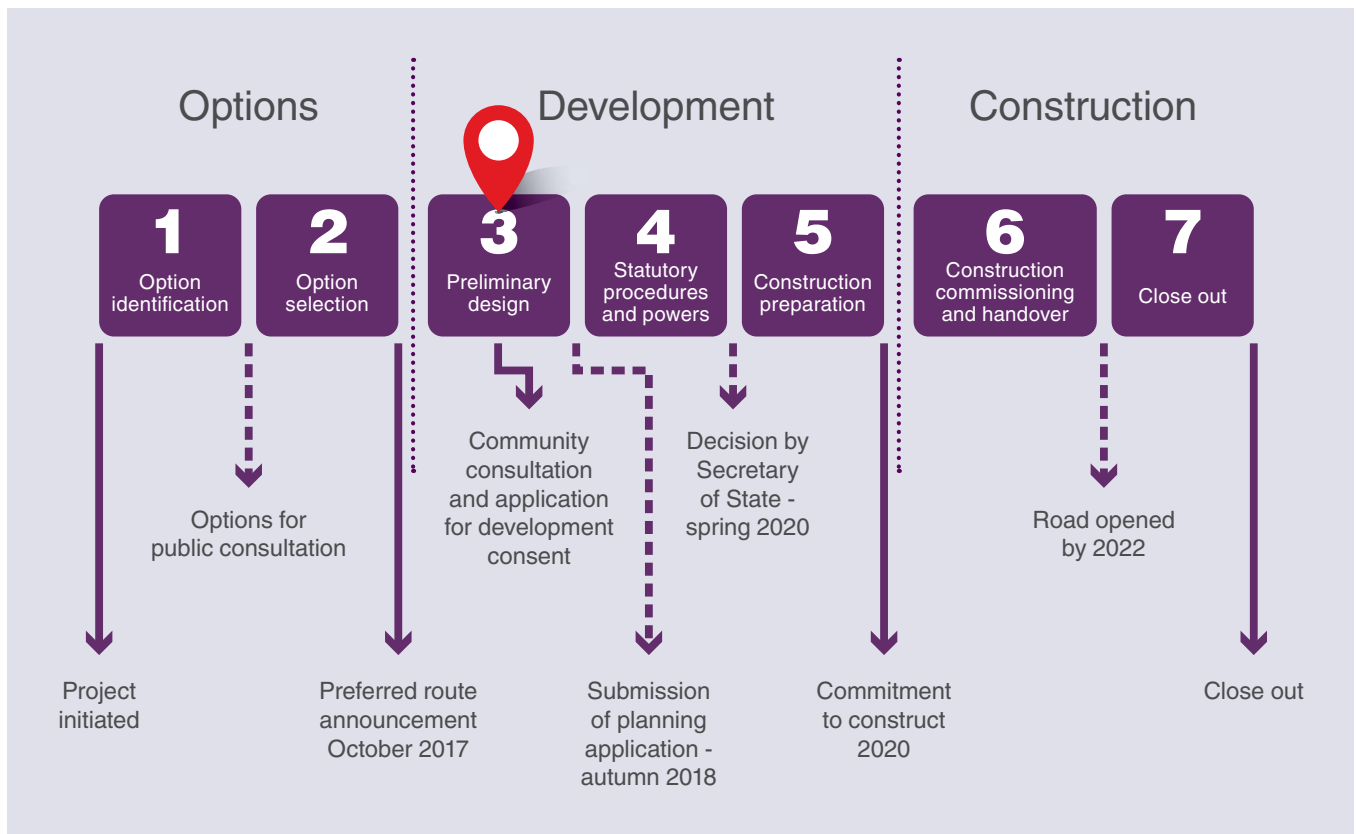 Options
Development
Construction
1
Option
identification
2
Option
selection
3
Preliminary
design
4
Statutory
procedures
and powers
5
Construction
preparation
6
Construction
commissioning
and handover
7
Close out
Community
consultation
and application
for development
consent
Decision by
Secretary
of State -
spring 2020
Options for
public consultation
Road opened
by 2022
Project
initiated
Preferred route
announcement
October 2017
Submission
of planning
application -
autumn 2018
Commitment
to construct
2020
Close out